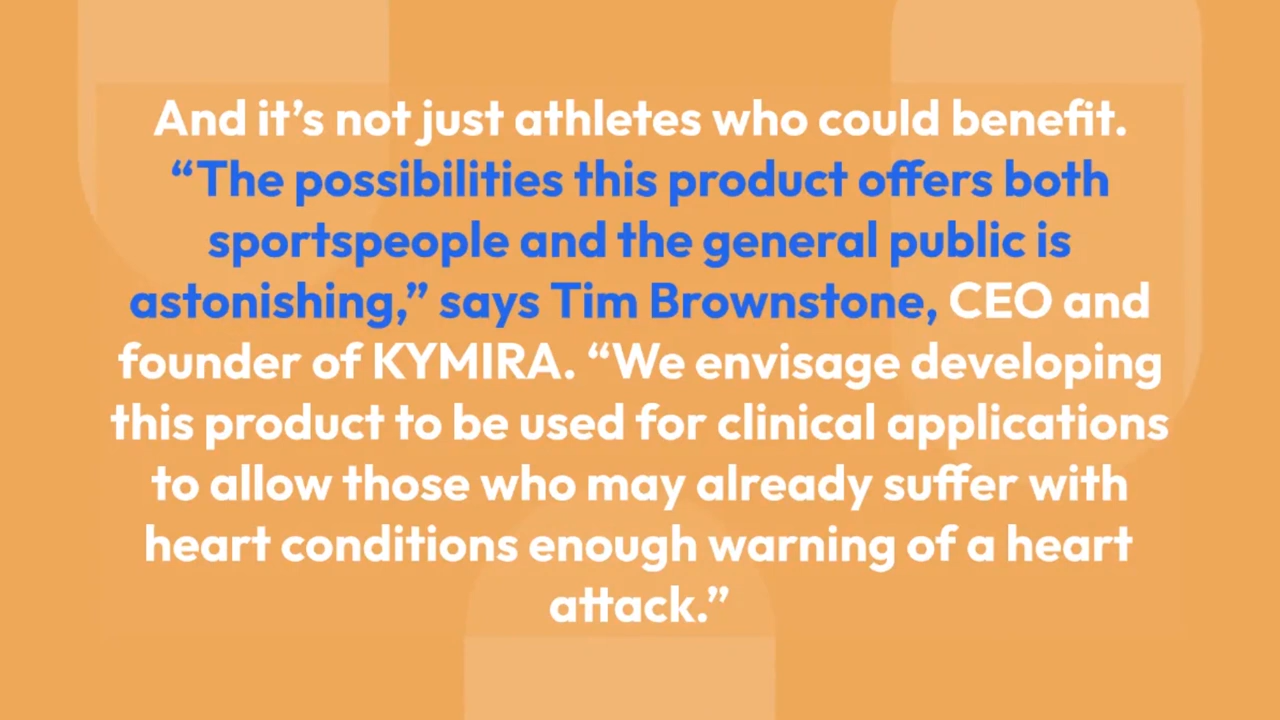 And it’s not just athletes who could benefit.
“The possibilities this product offers both
sportspeople and the general public is
astonishing,” says Tim Brownstone, CEO and
founder of KYMIRA. “We envisage developing
this product to be used for clinical applications
to allow those who may already suffer with
heart conditions enough warning of a heart
attack.”